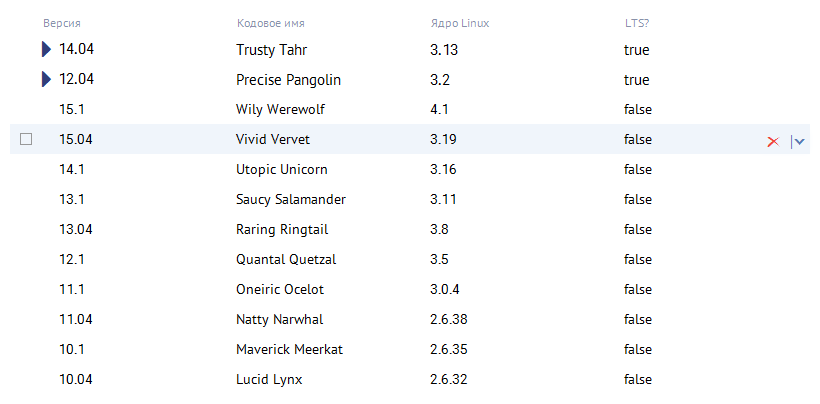 Версия Кодовое имя Ядро Linux LTS?
14.04 Trusty Tahr 3.13 true
12.04 Precise Pangolin 3.2 true
15.1 Wily Werewolf 4.1 false
15.04 Vivid Vervet 3.19 false
14.1 Utopic Unicorn 3.16 false
13.1 Saucy Salamander 3.11 false
13.04 Raring Ringtail 3.8 false
12.1 Quantal Quetzal 3.5 false
11.1 Oneiric Ocelot 3.0.4 false
11.04 Natty Narwhal 2.6.38 false
10.1 Maverick Meerkat 2.6.35 false
10.04 Lucid Lynx 2.6.32 false